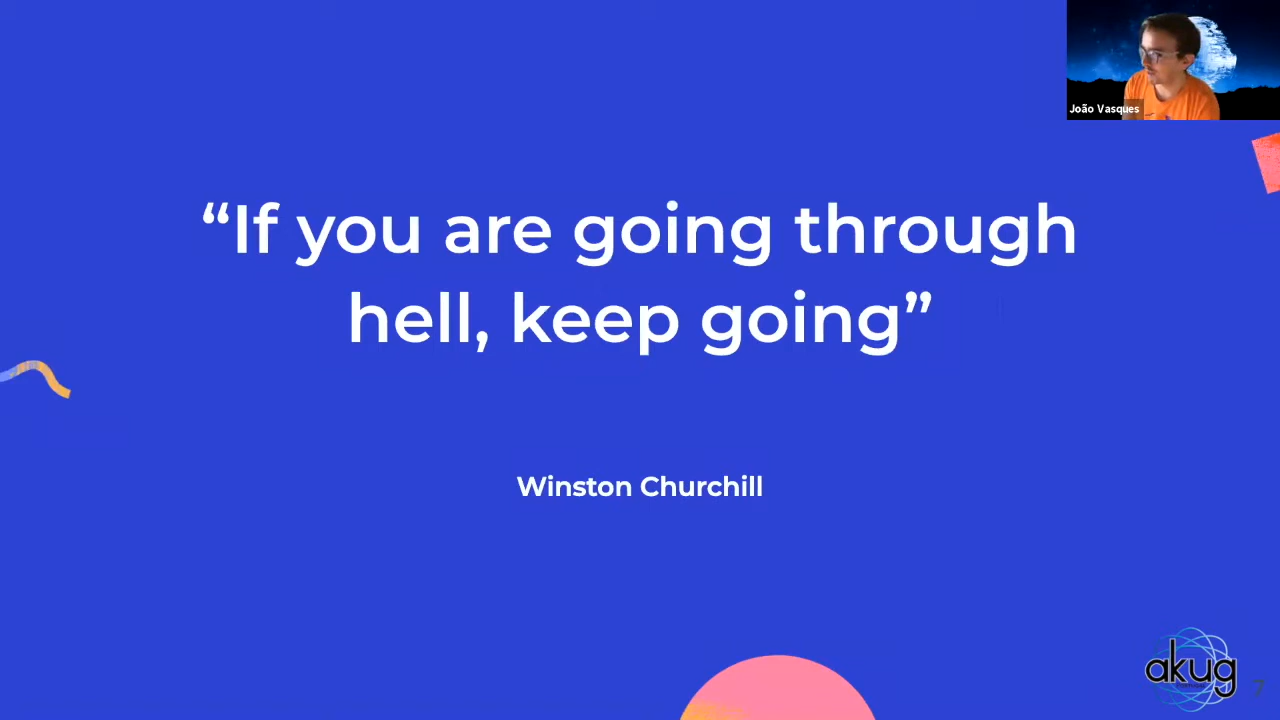 João Vasques
“If you are going through
hell, keep going”
Winston Churchill
akug
7